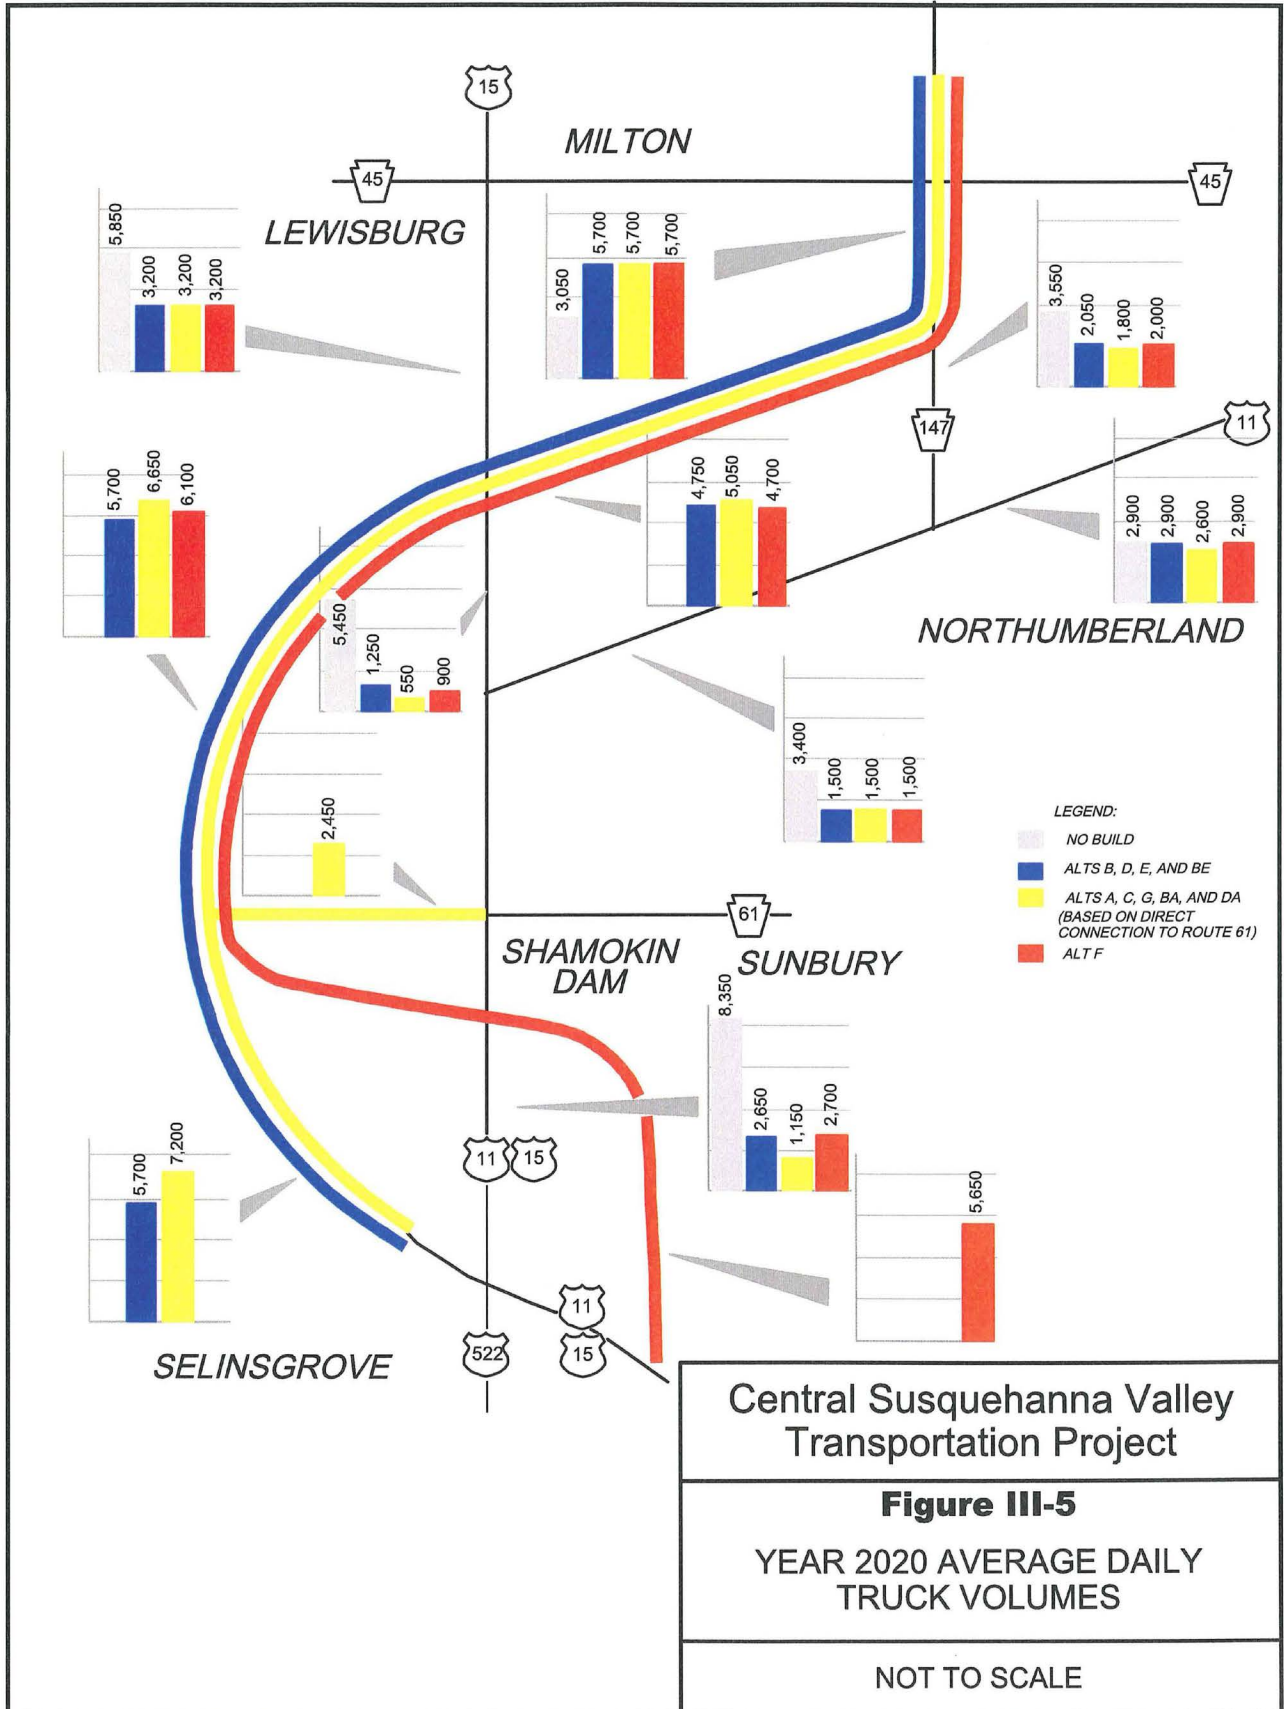 15
MILTON
45
45
LEWISBURG
5,850
3,200
3,200
3,200
3,050
5,700
5,700
5,700
3,550
2,050
1,800
2,000
147
11
5,700
6,650
6,100
4,750
5,050
4,700
2,900
2,900
2,600
2,900
NORTHUMBERLAND
5,450
1,250
550
900
3,400
1,500
1,500
1,500
2,450
LEGEND:
NO BUILD
ALTS B, D, E, AND BE
ALTS A, C, G, BA, AND DA
(BASED ON DIRECT
CONNECTION TO ROUTE 61)
ALT F
61
SHAMOKIN
DAM
SUNBURY
8,350
2,650
1,150
2,700
11
15
5,700
7,200
5,650
11
15
522
SELINSGROVE
Central Susquehanna Valley
Transportation Project
Figure III-5
YEAR 2020 AVERAGE DAILY
TRUCK VOLUMES
NOT TO SCALE